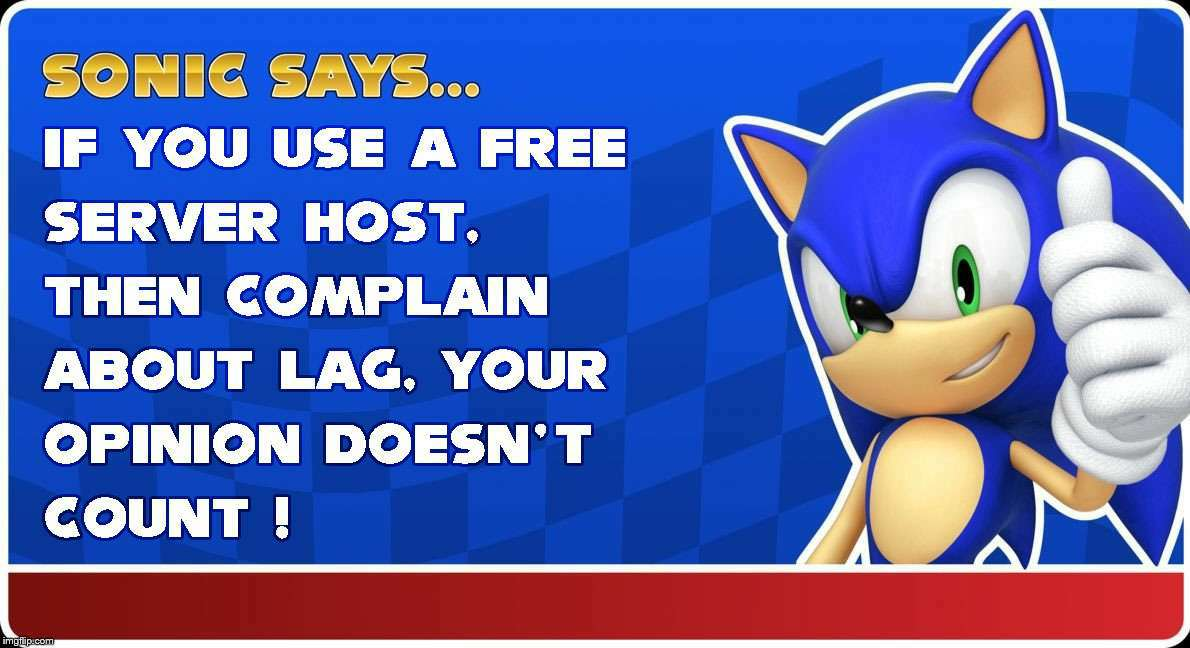 SONIC SAYS...
IF YOU USE A FREE
SERVER HOST,
THEN COMPLAIN
ABOUT LAG, YOUR
OPINION DOESN'T
COUNT !
imgflip.com